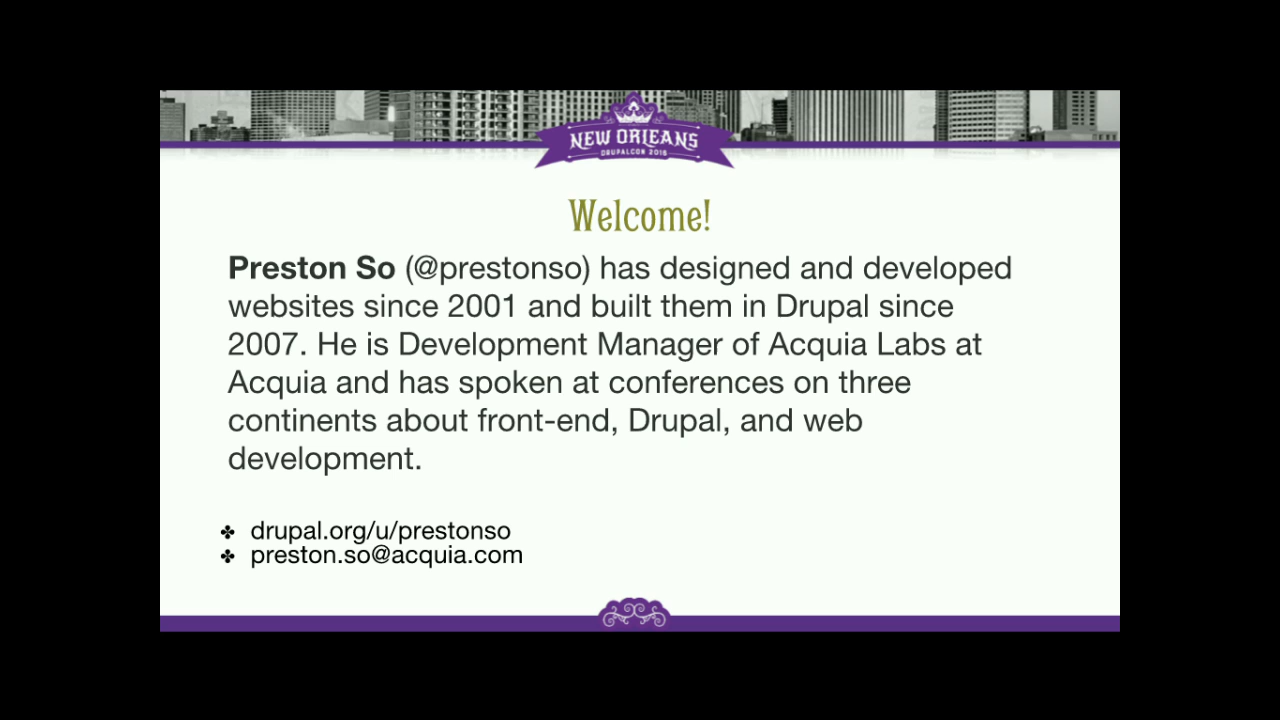 NEW ORLEANS
DRUPALCON 2016
Welcome!
Preston So (@prestonso) has designed and developed
websites since 2001 and built them in Drupal since
2007. He is Development Manager of Acquia Labs at
Acquia and has spoken at conferences on three
continents about front-end, Drupal, and web
development.
✤ drupal.org/u/prestonso
✤ preston.so@acquia.com